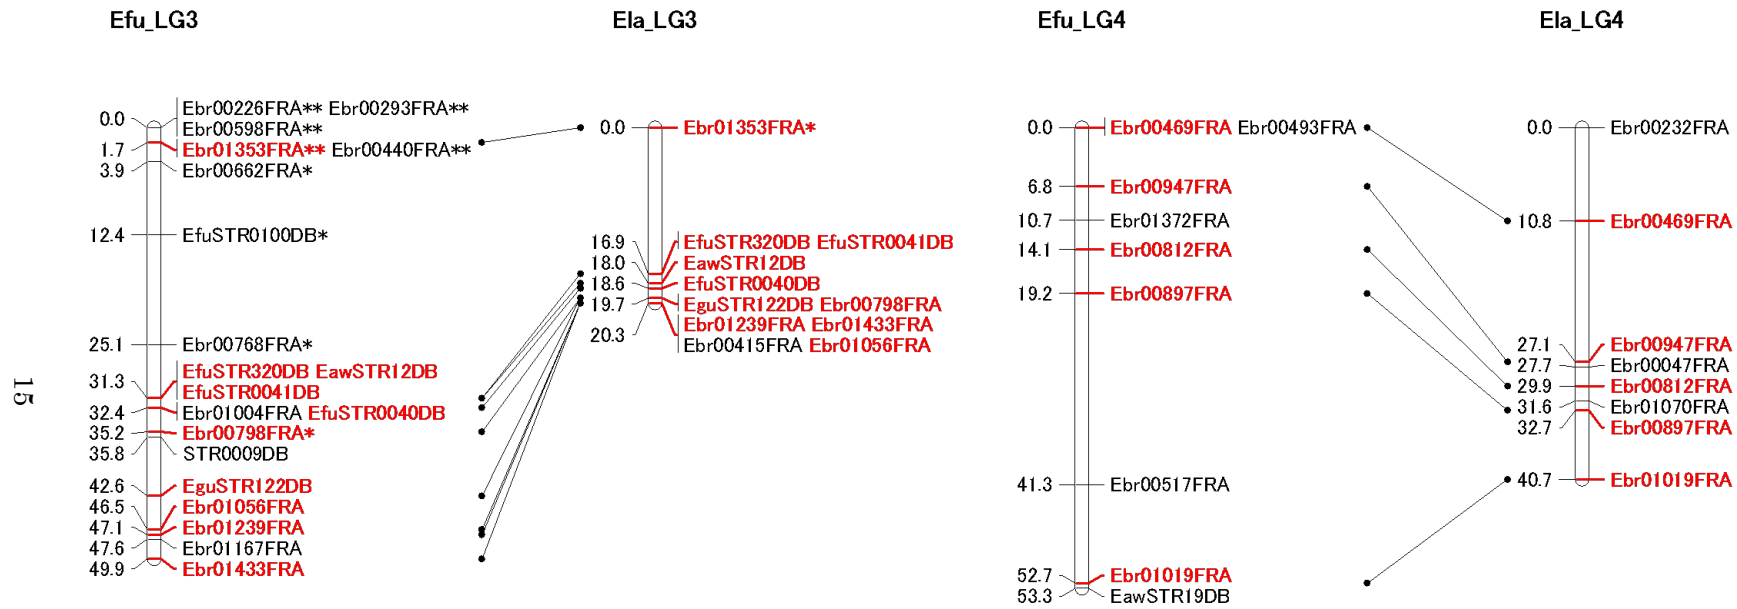 Efu_LG3
0.0 Ebr00226FRA** Ebr00293FRA**
Ebr00598FRA**
1.7 Ebr01353FRA** Ebr00440FRA**
3.9 Ebr00662FRA*
12.4 EfuSTR0100DB*
25.1 Ebr00768FRA*
31.3 EfuSTR320DB EawSTR12DB
EfuSTR0041DB
32.4 Ebr01004FRA EfuSTR0040DB
35.2 Ebr00798FRA*
35.8 STR0009DB
42.6 EguSTR122DB
46.5 Ebr01056FRA
47.1 Ebr01239FRA
47.6 Ebr01167FRA
49.9 Ebr01433FRA
Ela_LG3
0.0 Ebr01353FRA*
16.9 EfuSTR320DB EfuSTR0041DB
18.0 EawSTR12DB
18.6 EfuSTR0040DB
19.7 EguSTR122DB Ebr00798FRA
20.3 Ebr01239FRA Ebr01433FRA
Ebr00415FRA Ebr01056FRA
Efu_LG4
0.0 Ebr00469FRA Ebr00493FRA
6.8 Ebr00947FRA
10.7 Ebr01372FRA
14.1 Ebr00812FRA
19.2 Ebr00897FRA
41.3 Ebr00517FRA
52.7 Ebr01019FRA
53.3 EawSTR19DB
Ela_LG4
0.0 Ebr00232FRA
10.8 Ebr00469FRA
27.1 Ebr00947FRA
27.7 Ebr00047FRA
29.9 Ebr00812FRA
31.6 Ebr01070FRA
32.7 Ebr00897FRA
40.7 Ebr01019FRA
15